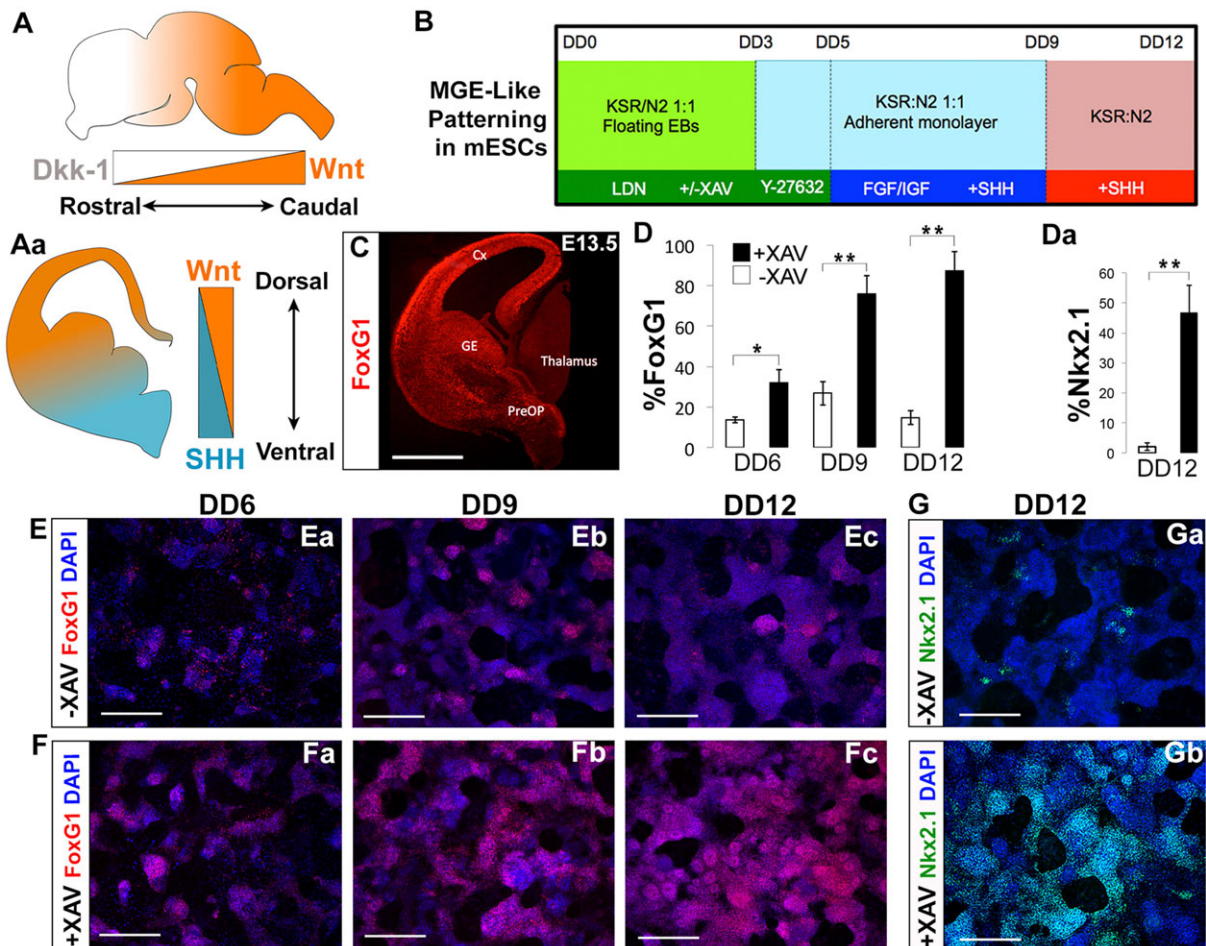 A
Dkk-1
Wnt
Rostral
Caudal
B
MGE-Like
Patterning
in mESCs
DD0
DD3
DD5
DD9
DD12
KSR/N2 1:1
Floating EBs
KSR:N2 1:1
Adherent monolayer
KSR:N2
LDN
+/-XAV
Y-27632
FGF/IGF
+SHH
+SHH
Aa
Wnt
Dorsal
SHH
Ventral
C
FoxG1
E13.5
Cx
GE
Thalamus
PreOP
D
%FoxG1
100
80
60
40
20
0
+XAV
-XAV
*
**
**
DD6
DD9
DD12
Da
%Nkx2.1
60
50
40
30
20
10
0
**
DD12
DD6
DD9
DD12
G
DD12
E
-XAV FoxG1 DAPI
Ea
Eb
Ec
-XAV Nkx2.1 DAPI
Ga
F
+XAV FoxG1 DAPI
Fa
Fb
Fc
+XAV Nkx2.1 DAPI
Gb